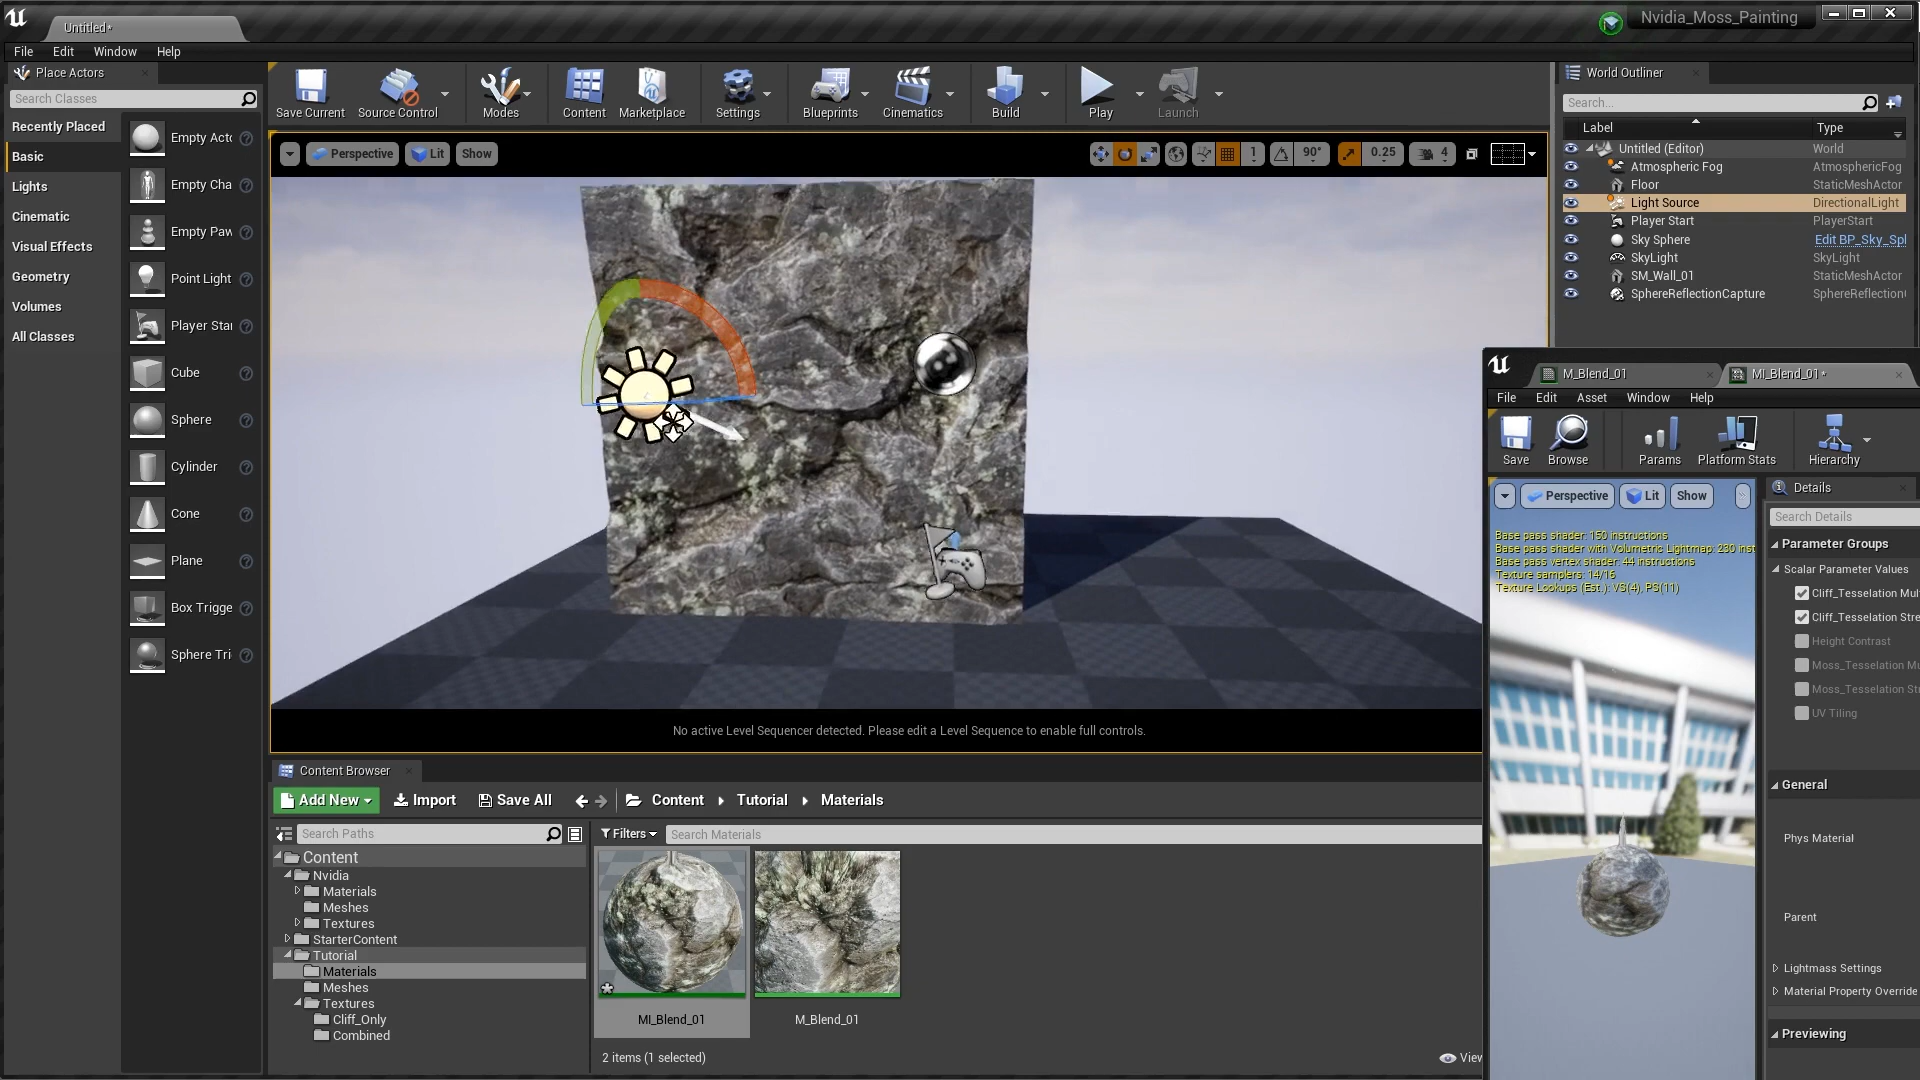 Untitled*
Nvidia_Moss_Painting
File Edit Window Help
Place Actors
Search Classes
Recently Placed
Basic
Lights
Cinematic
Visual Effects
Geometry
Volumes
All Classes
Empty Acto
Empty Cha
Empty Paw
Point Light
Player Star
Cube
Sphere
Cylinder
Cone
Plane
Box Trigge
Sphere Tri
Save Current Source Control Modes Content Marketplace Settings Blueprints Cinematics Build Play Launch
Perspective Lit Show
1 90° 0.25 4
No active Level Sequencer detected. Please edit a Level Sequence to enable full controls.
World Outliner
Search...
Label Type
Untitled (Editor) World
Atmospheric Fog AtmosphericFog
Floor StaticMeshActor
Light Source DirectionalLight
Player Start PlayerStart
Sky Sphere Edit BP_Sky_Spl
SkyLight SkyLight
SM_Wall_01 StaticMeshActor
SphereReflectionCapture SphereReflection
M_Blend_01
MI_Blend_01*
File Edit Asset Window Help
Save Browse Params Platform Stats Hierarchy
Perspective Lit Show
Base pass shader: 150 instructions
Base pass shader with Volumetric Lightmap: 230 inst
Base pass vertex shader: 44 instructions
Texture samplers: 14/16
Texture Lookups (Est.): VS(4), PS(11)
Details
Search Details
Parameter Groups
Scalar Parameter Values
Cliff_Tesselation Mul
Cliff_Tesselation Stre
Height Contrast
Moss_Tesselation Mu
Moss_Tesselation Str
UV Tiling
General
Phys Material
Parent
Lightmass Settings
Material Property Override
Previewing
Content Browser
Add New Import Save All Content Tutorial Materials
Search Paths
Filters
Search Materials
Content
Nvidia
Materials
Meshes
Textures
StarterContent
Tutorial
Materials
Meshes
Textures
Cliff_Only
Combined
MI_Blend_01
M_Blend_01
2 items (1 selected)
View